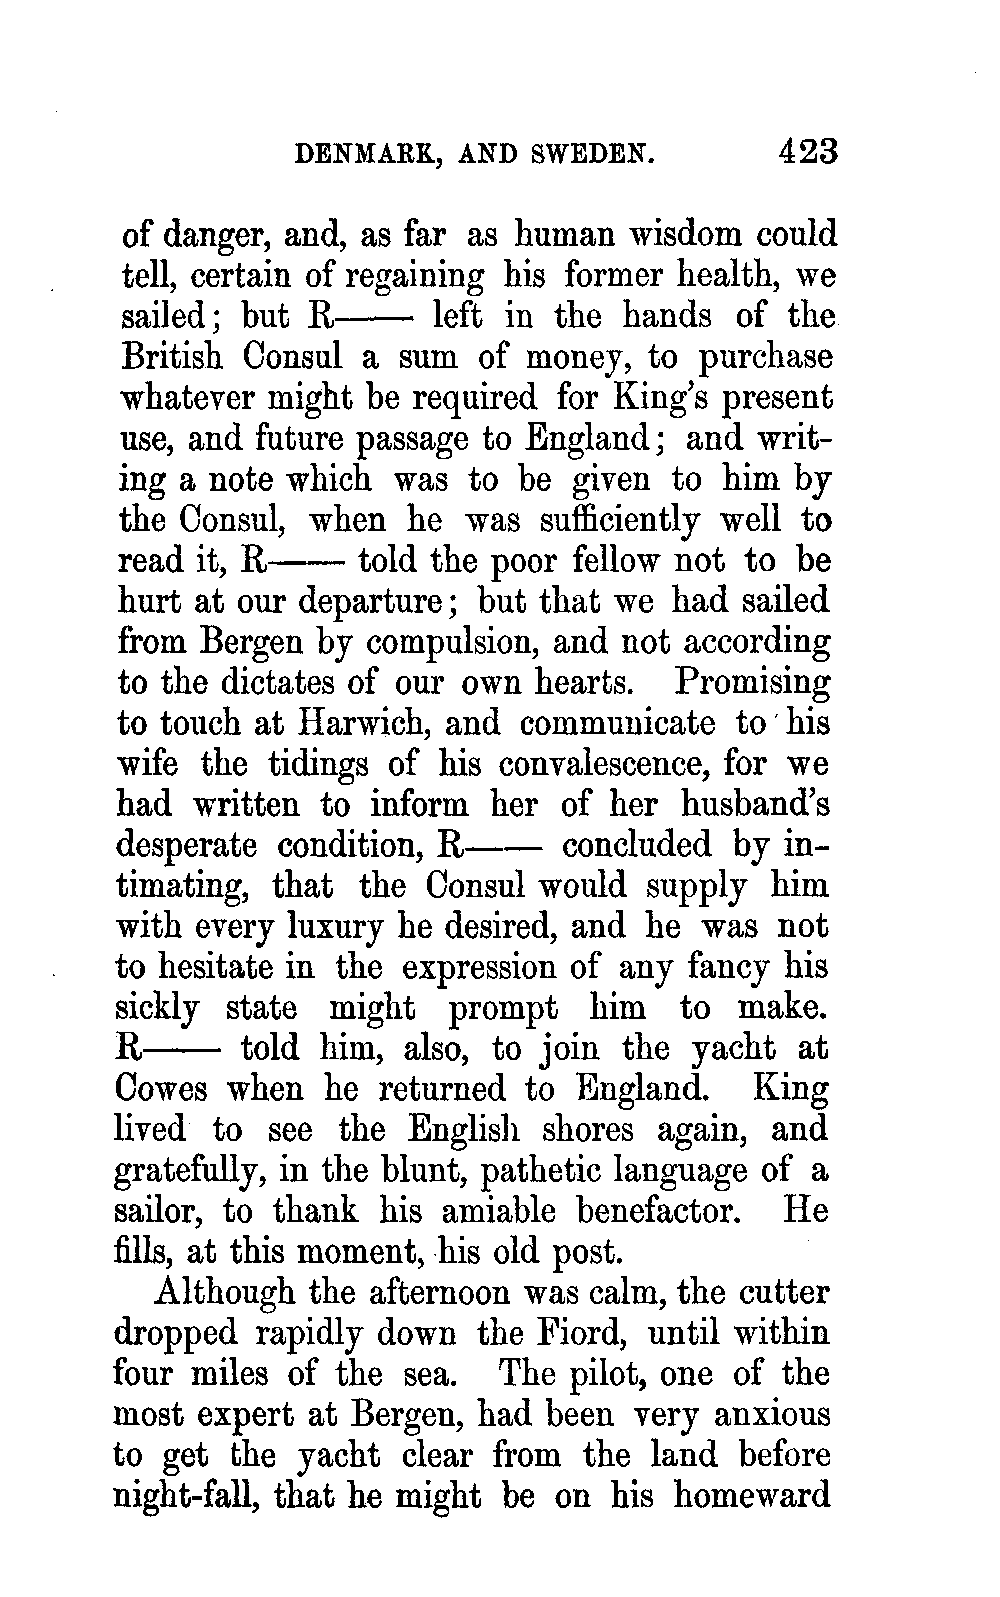 DENMARK, AND SWEDEN. 423
of danger, and, as far as human wisdom could
tell, certain of regaining his former health, we
sailed; but R—— left in the hands of the
British Consul a sum of money, to purchase
whatever might be required for King's present
use, and future passage to England; and writ-
ing a note which was to be given to him by
the Consul, when he was sufficiently well to
read it, R—— told the poor fellow not to be
hurt at our departure; but that we had sailed
from Bergen by compulsion, and not according
to the dictates of our own hearts. Promising
to touch at Harwich, and communicate to his
wife the tidings of his convalescence, for we
had written to inform her of her husband's
desperate condition, R—— concluded by in-
timating, that the Consul would supply him
with every luxury he desired, and he was not
to hesitate in the expression of any fancy his
sickly state might prompt him to make.
R—— told him, also, to join the yacht at
Cowes when he returned to England. King
lived to see the English shores again, and
gratefully, in the blunt, pathetic language of a
sailor, to thank his amiable benefactor. He
fills, at this moment, his old post.
Although the afternoon was calm, the cutter
dropped rapidly down the Fiord, until within
four miles of the sea. The pilot, one of the
most expert at Bergen, had been very anxious
to get the yacht clear from the land before
night-fall, that he might be on his homeward